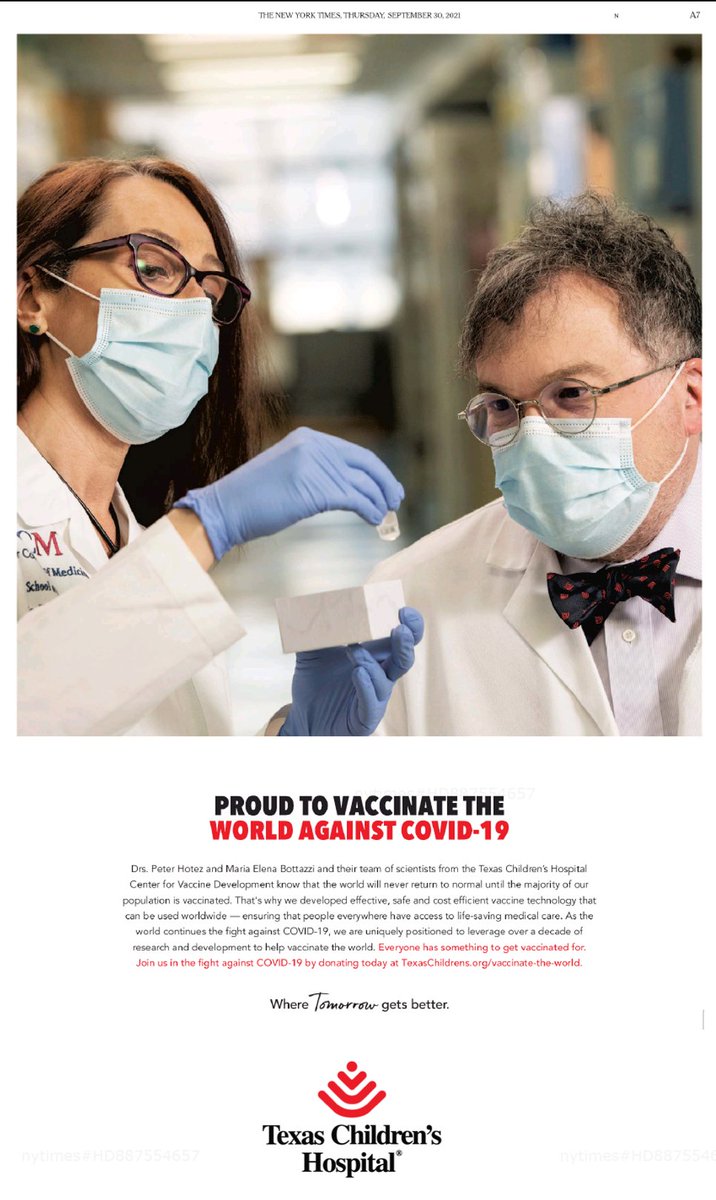 THE NEW YORK TIMES, THURSDAY, SEPTEMBER 30, 2021
N
A7
M
of Medicine
School
nytimes#HD887554657
PROUD TO VACCINATE THE
WORLD AGAINST COVID-19
Drs. Peter Hotez and Maria Elena Bottazzi and their team of scientists from the Texas Children's Hospital
Center for Vaccine Development know that the world will never return to normal until the majority of our
population is vaccinated. That's why we developed effective, safe and cost efficient vaccine technology that
can be used worldwide — ensuring that people everywhere have access to life-saving medical care. As the
world continues the fight against COVID-19, we are uniquely positioned to leverage over a decade of
research and development to help vaccinate the world. Everyone has something to get vaccinated for.
Join us in the fight against COVID-19 by donating today at TexasChildrens.org/vaccinate-the-world.
Where Tomorrow gets better.
Texas Children's
Hospital®
nytimes#HD887554657
nytimes#HD8875546